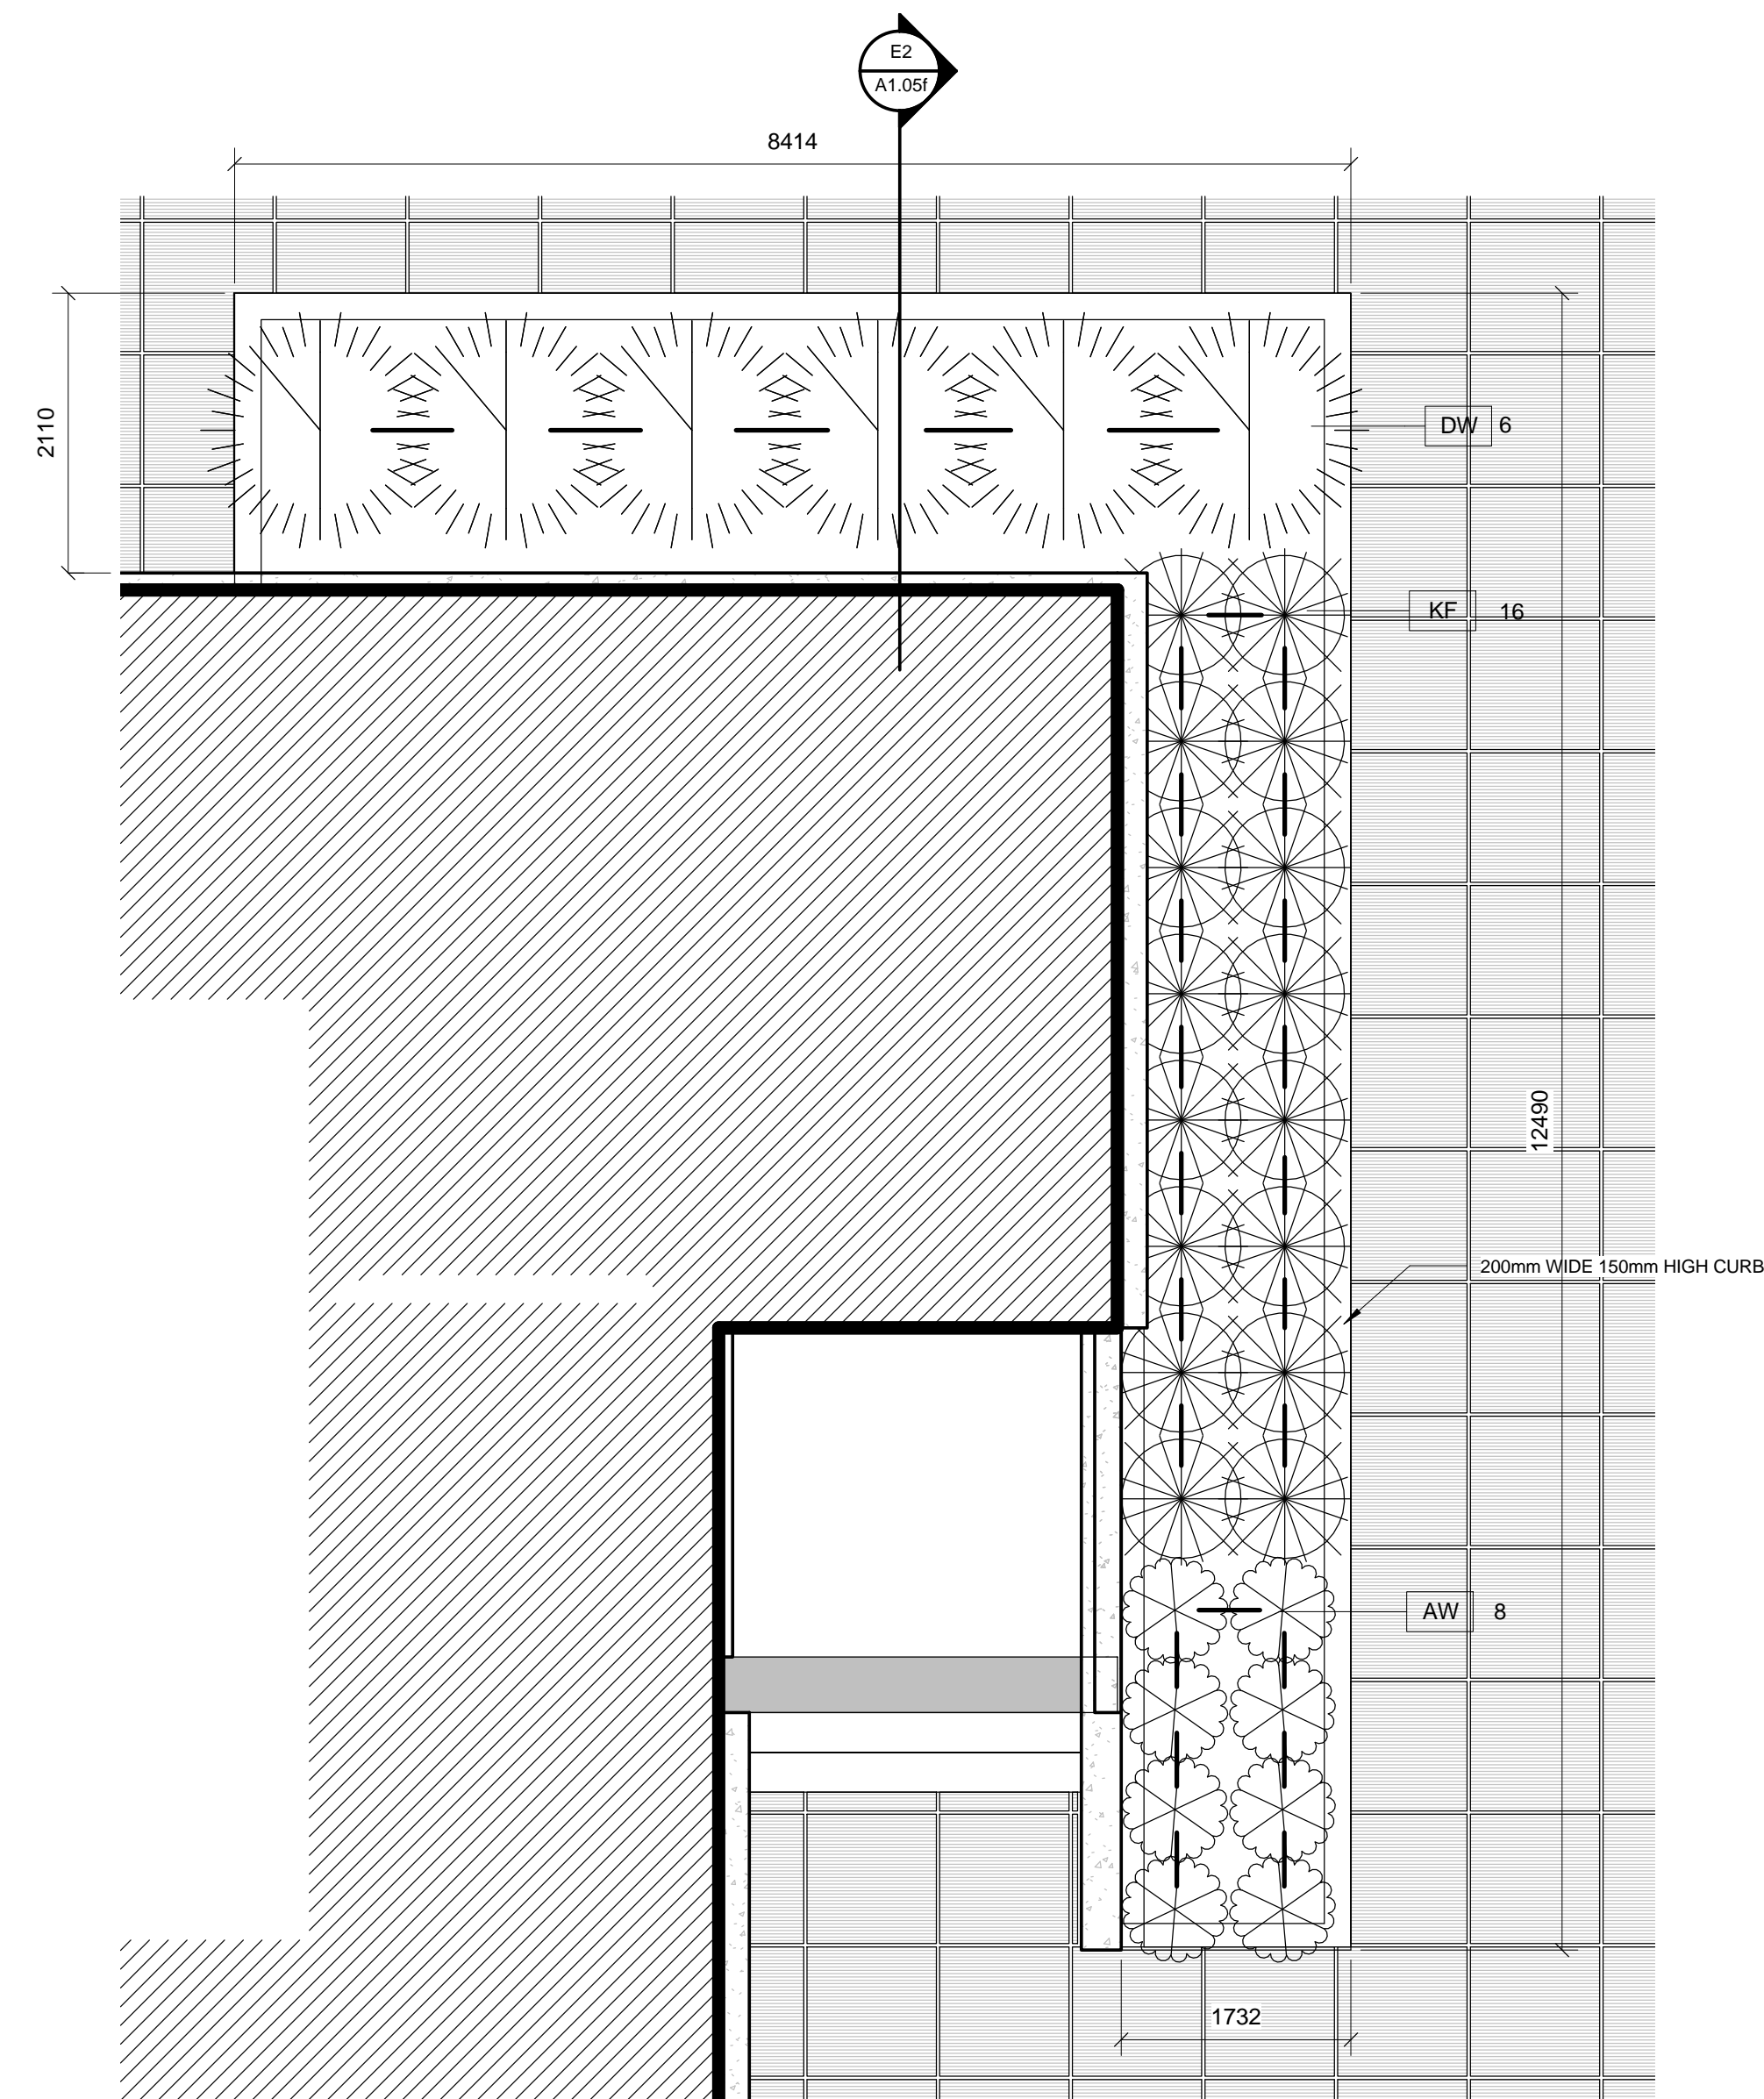 E2
A1.05f
8414
2110
DW 6
KF 16
12490
200mm WIDE 150mm HIGH CURB
AW 8
1732